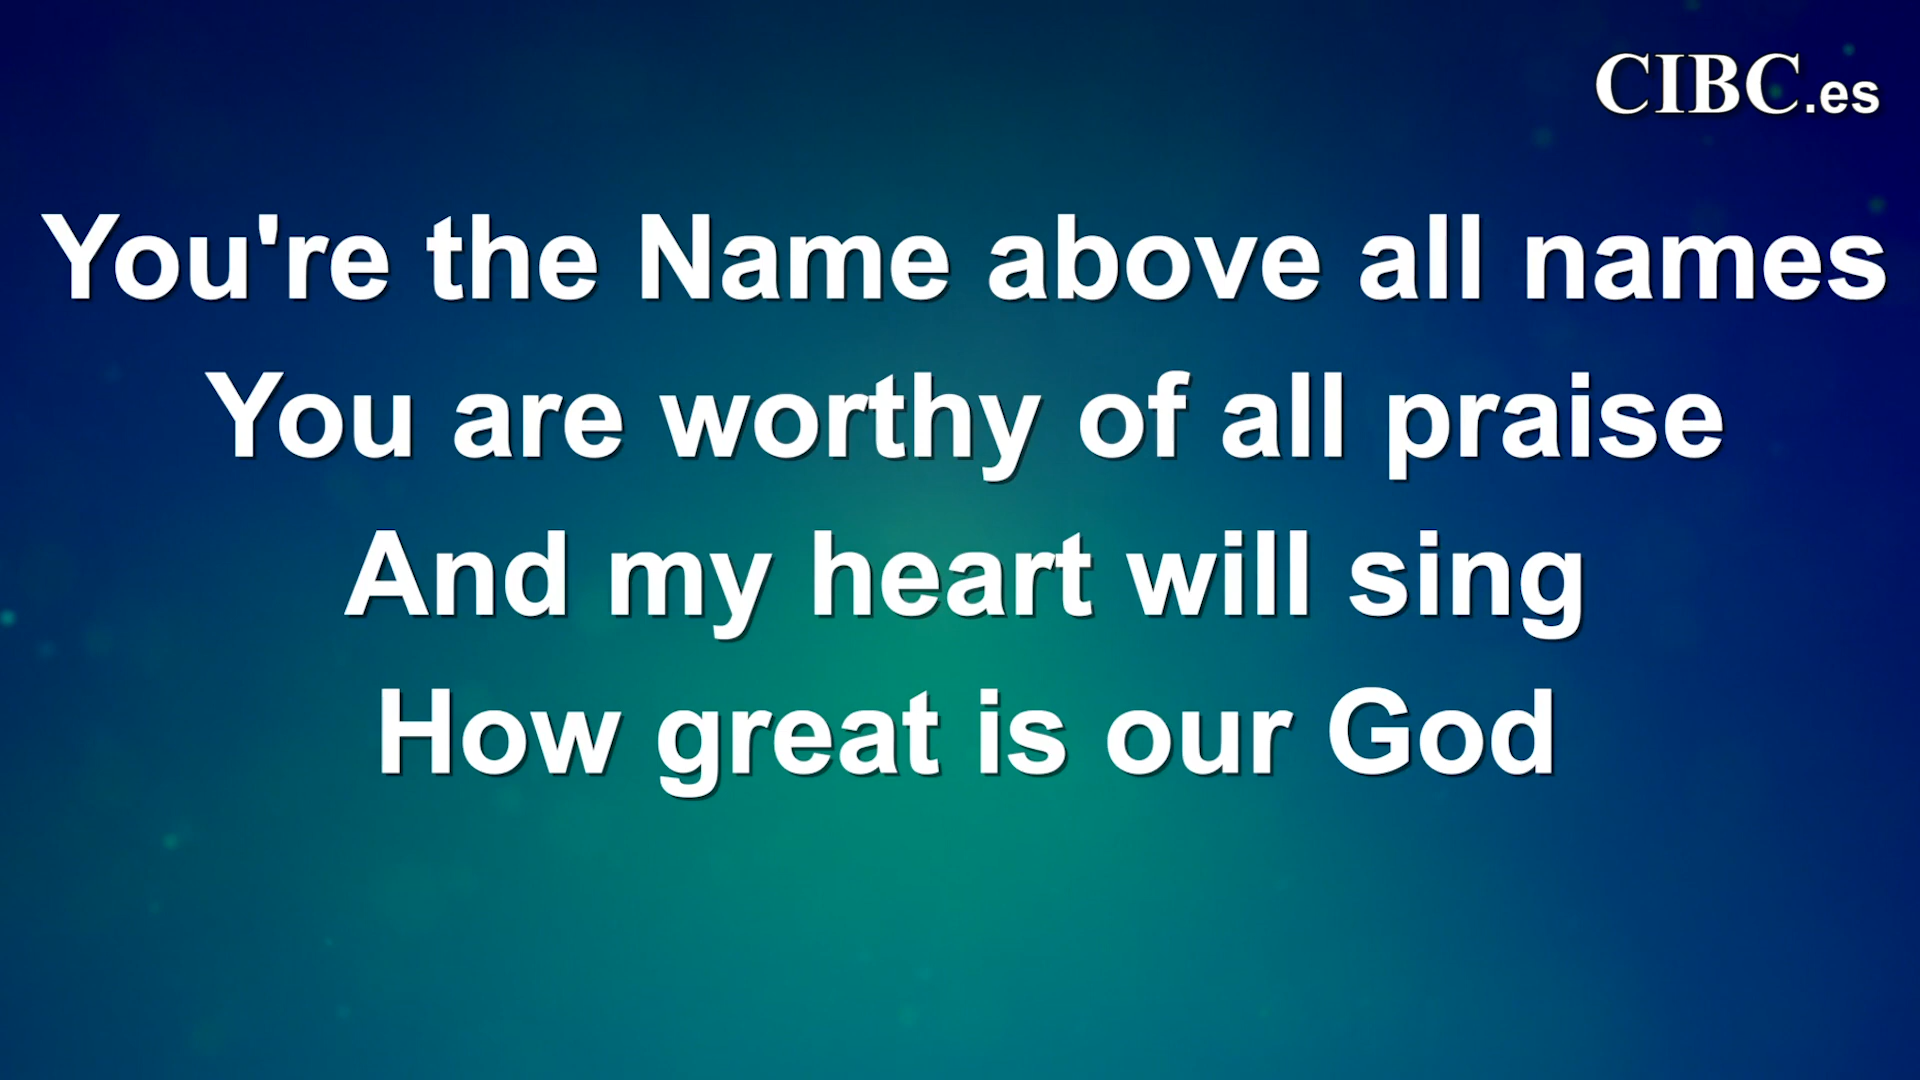 CIBC.es
You're the Name above all names
You are worthy of all praise
And my heart will sing
How great is our God